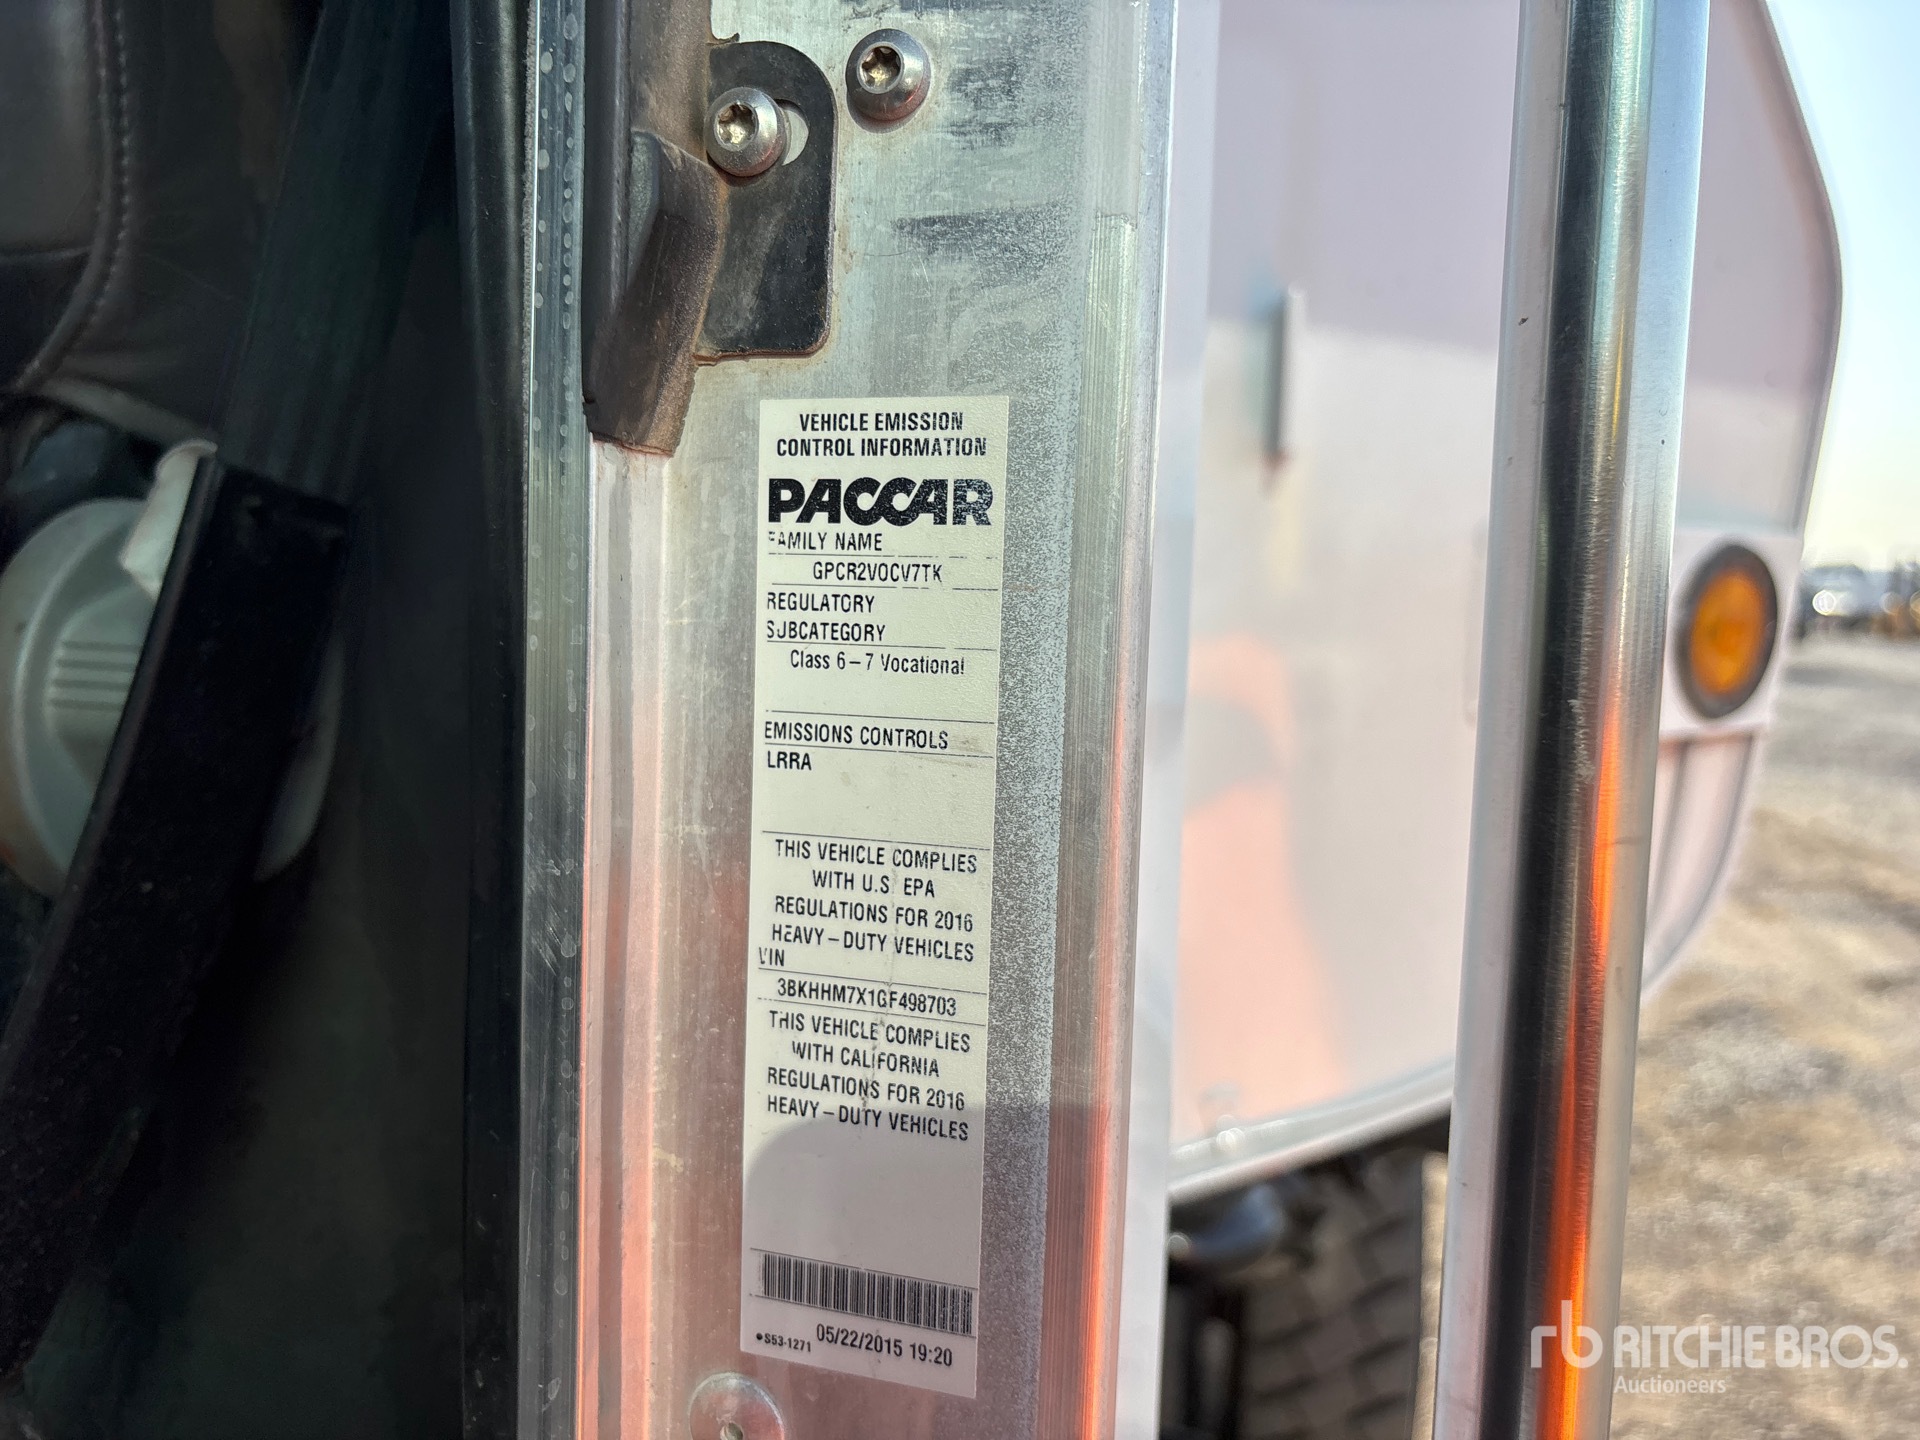 VEHICLE EMISSION
CONTROL INFORMATION
PACCAR
FAMILY NAME
GPCR2VOCV7TK
REGULATORY
SUBCATEGORY
Class 6–7 Vocational
EMISSIONS CONTROLS
LRRA
THIS VEHICLE COMPLIES
WITH U.S. EPA
REGULATIONS FOR 2016
HEAVY–DUTY VEHICLES
VIN
3BKHHM7X1GF498703
THIS VEHICLE COMPLIES
WITH CALIFORNIA
REGULATIONS FOR 2016
HEAVY–DUTY VEHICLES
●S53-1271 05/22/2015 19:20
rb RITCHIE BROS.
Auctioneers